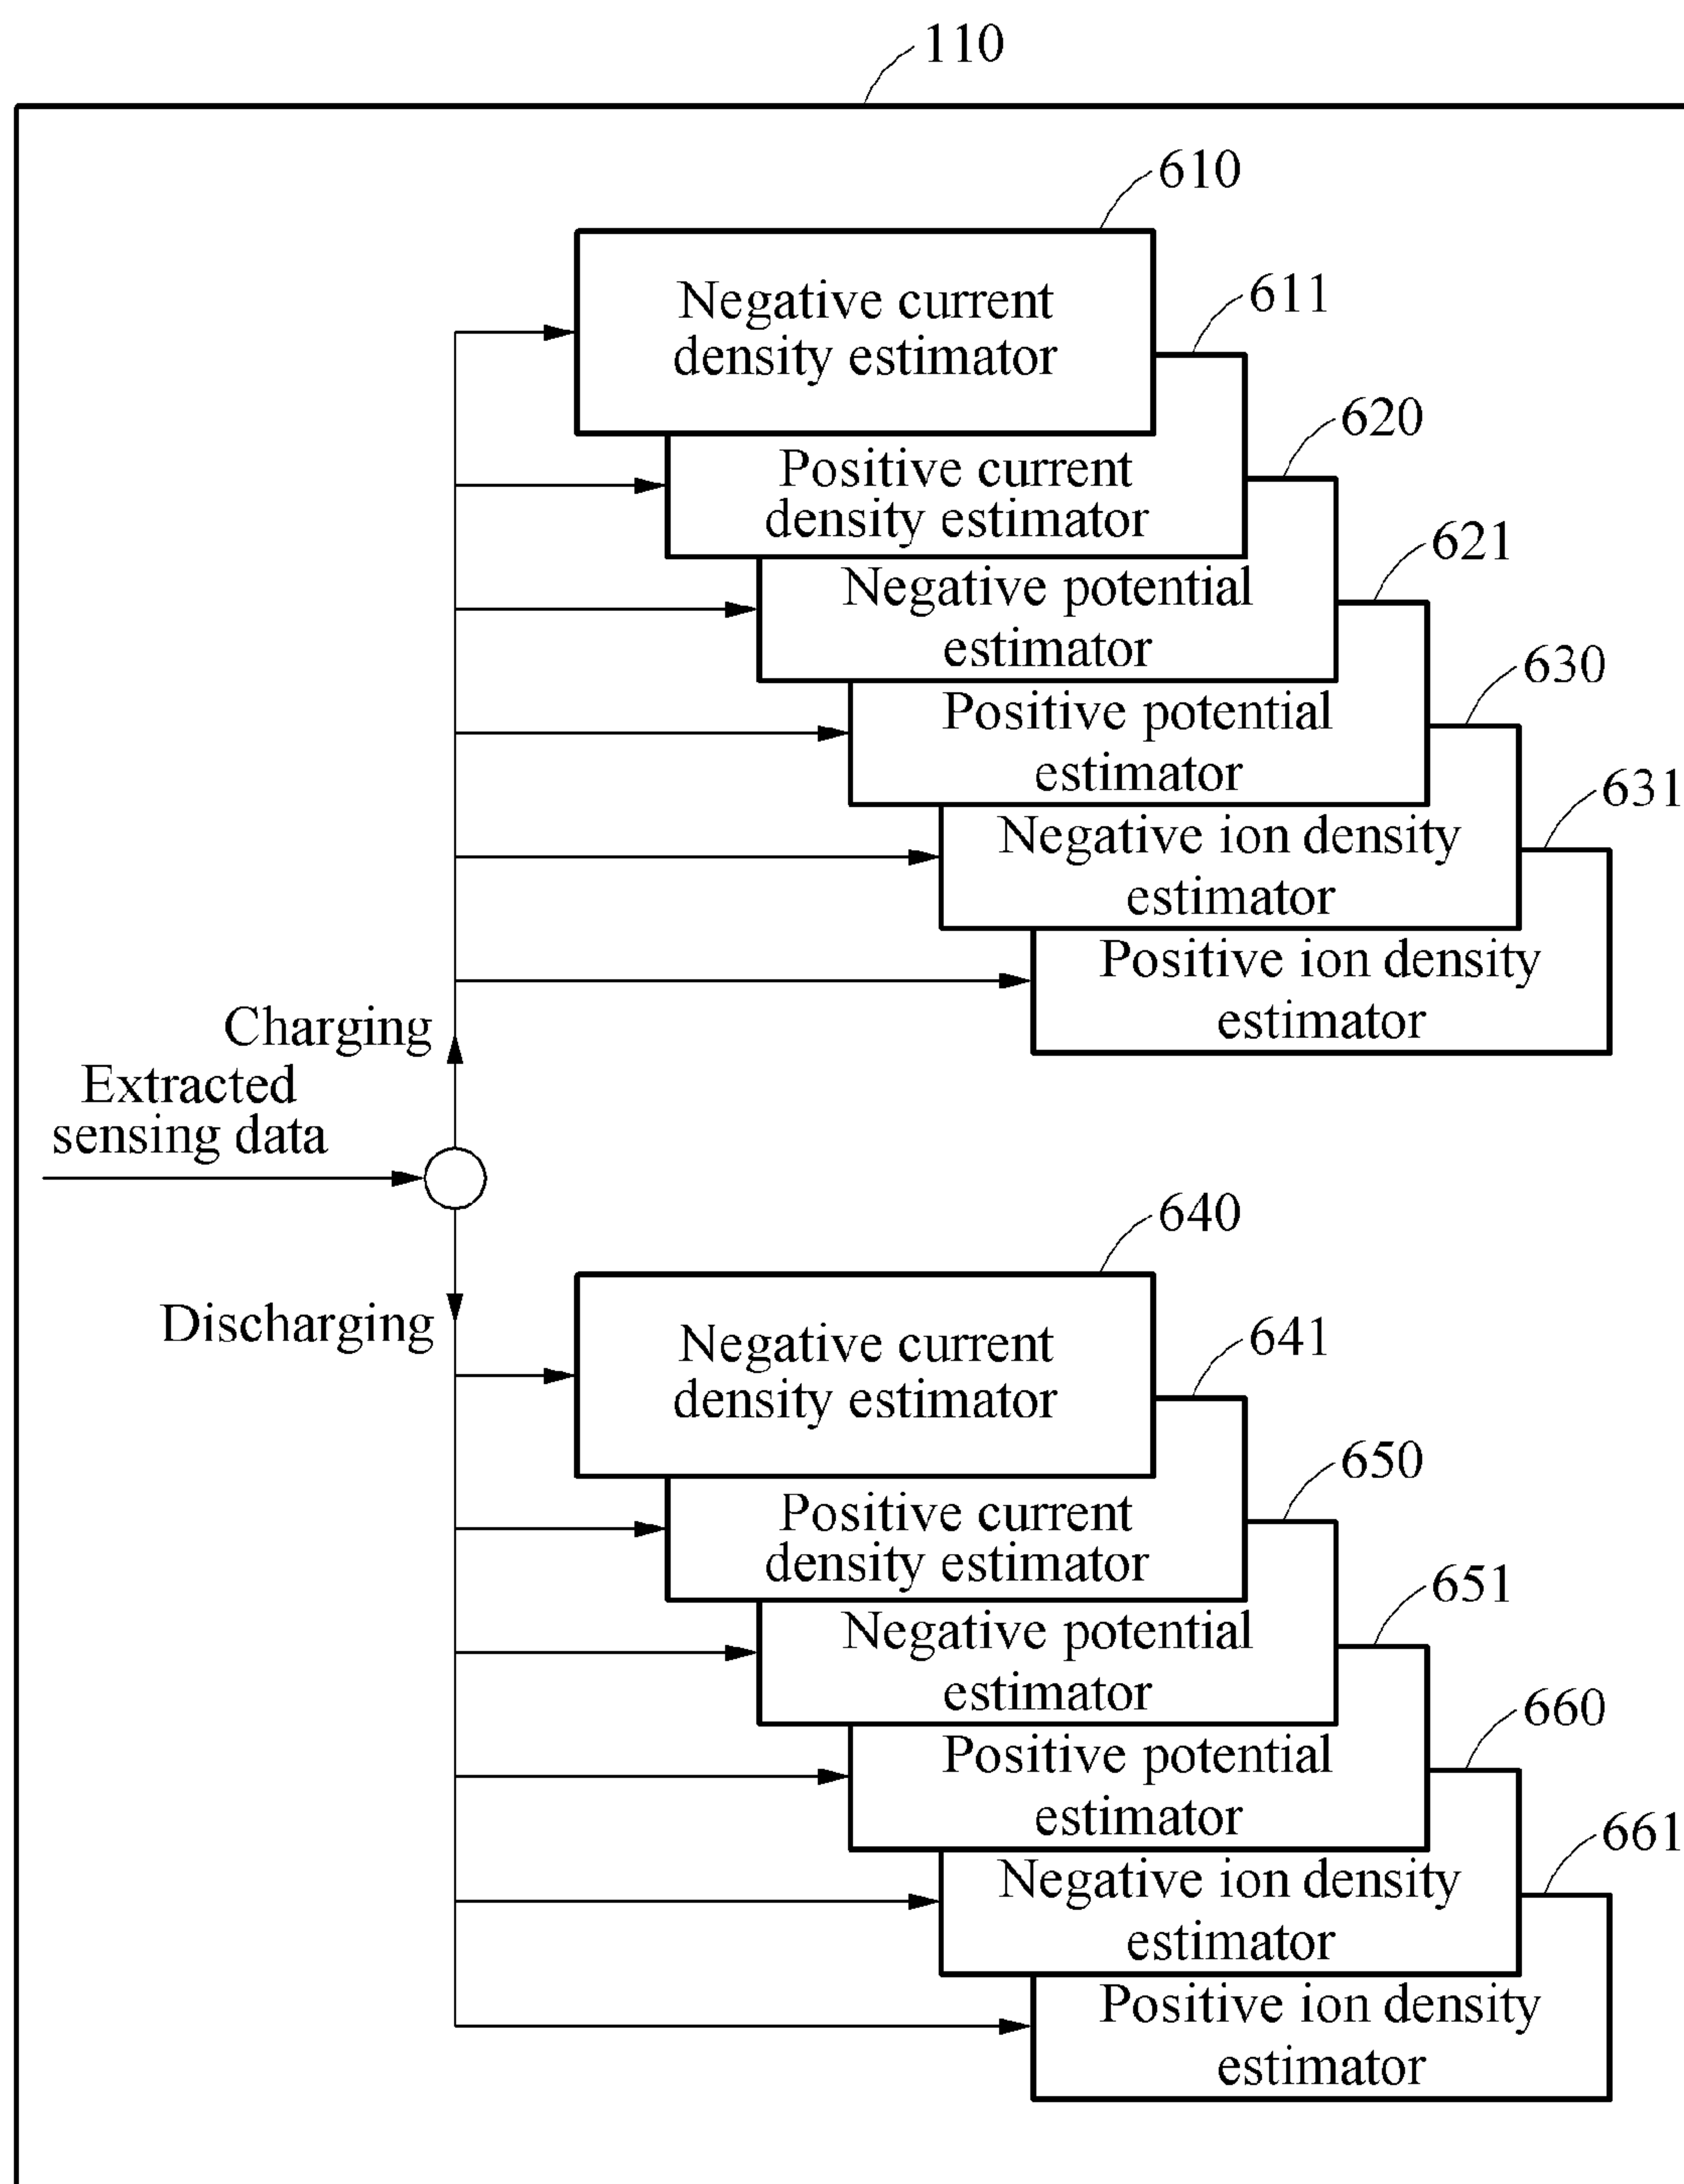 110
610
Negative current
density estimator
611
Positive current
density estimator
620
Negative potential
estimator
621
Positive potential
estimator
630
Negative ion density
estimator
631
Positive ion density
estimator
Charging
Extracted
sensing data
Discharging
640
Negative current
density estimator
641
Positive current
density estimator
650
Negative potential
estimator
651
Positive potential
estimator
660
Negative ion density
estimator
661
Positive ion density
estimator